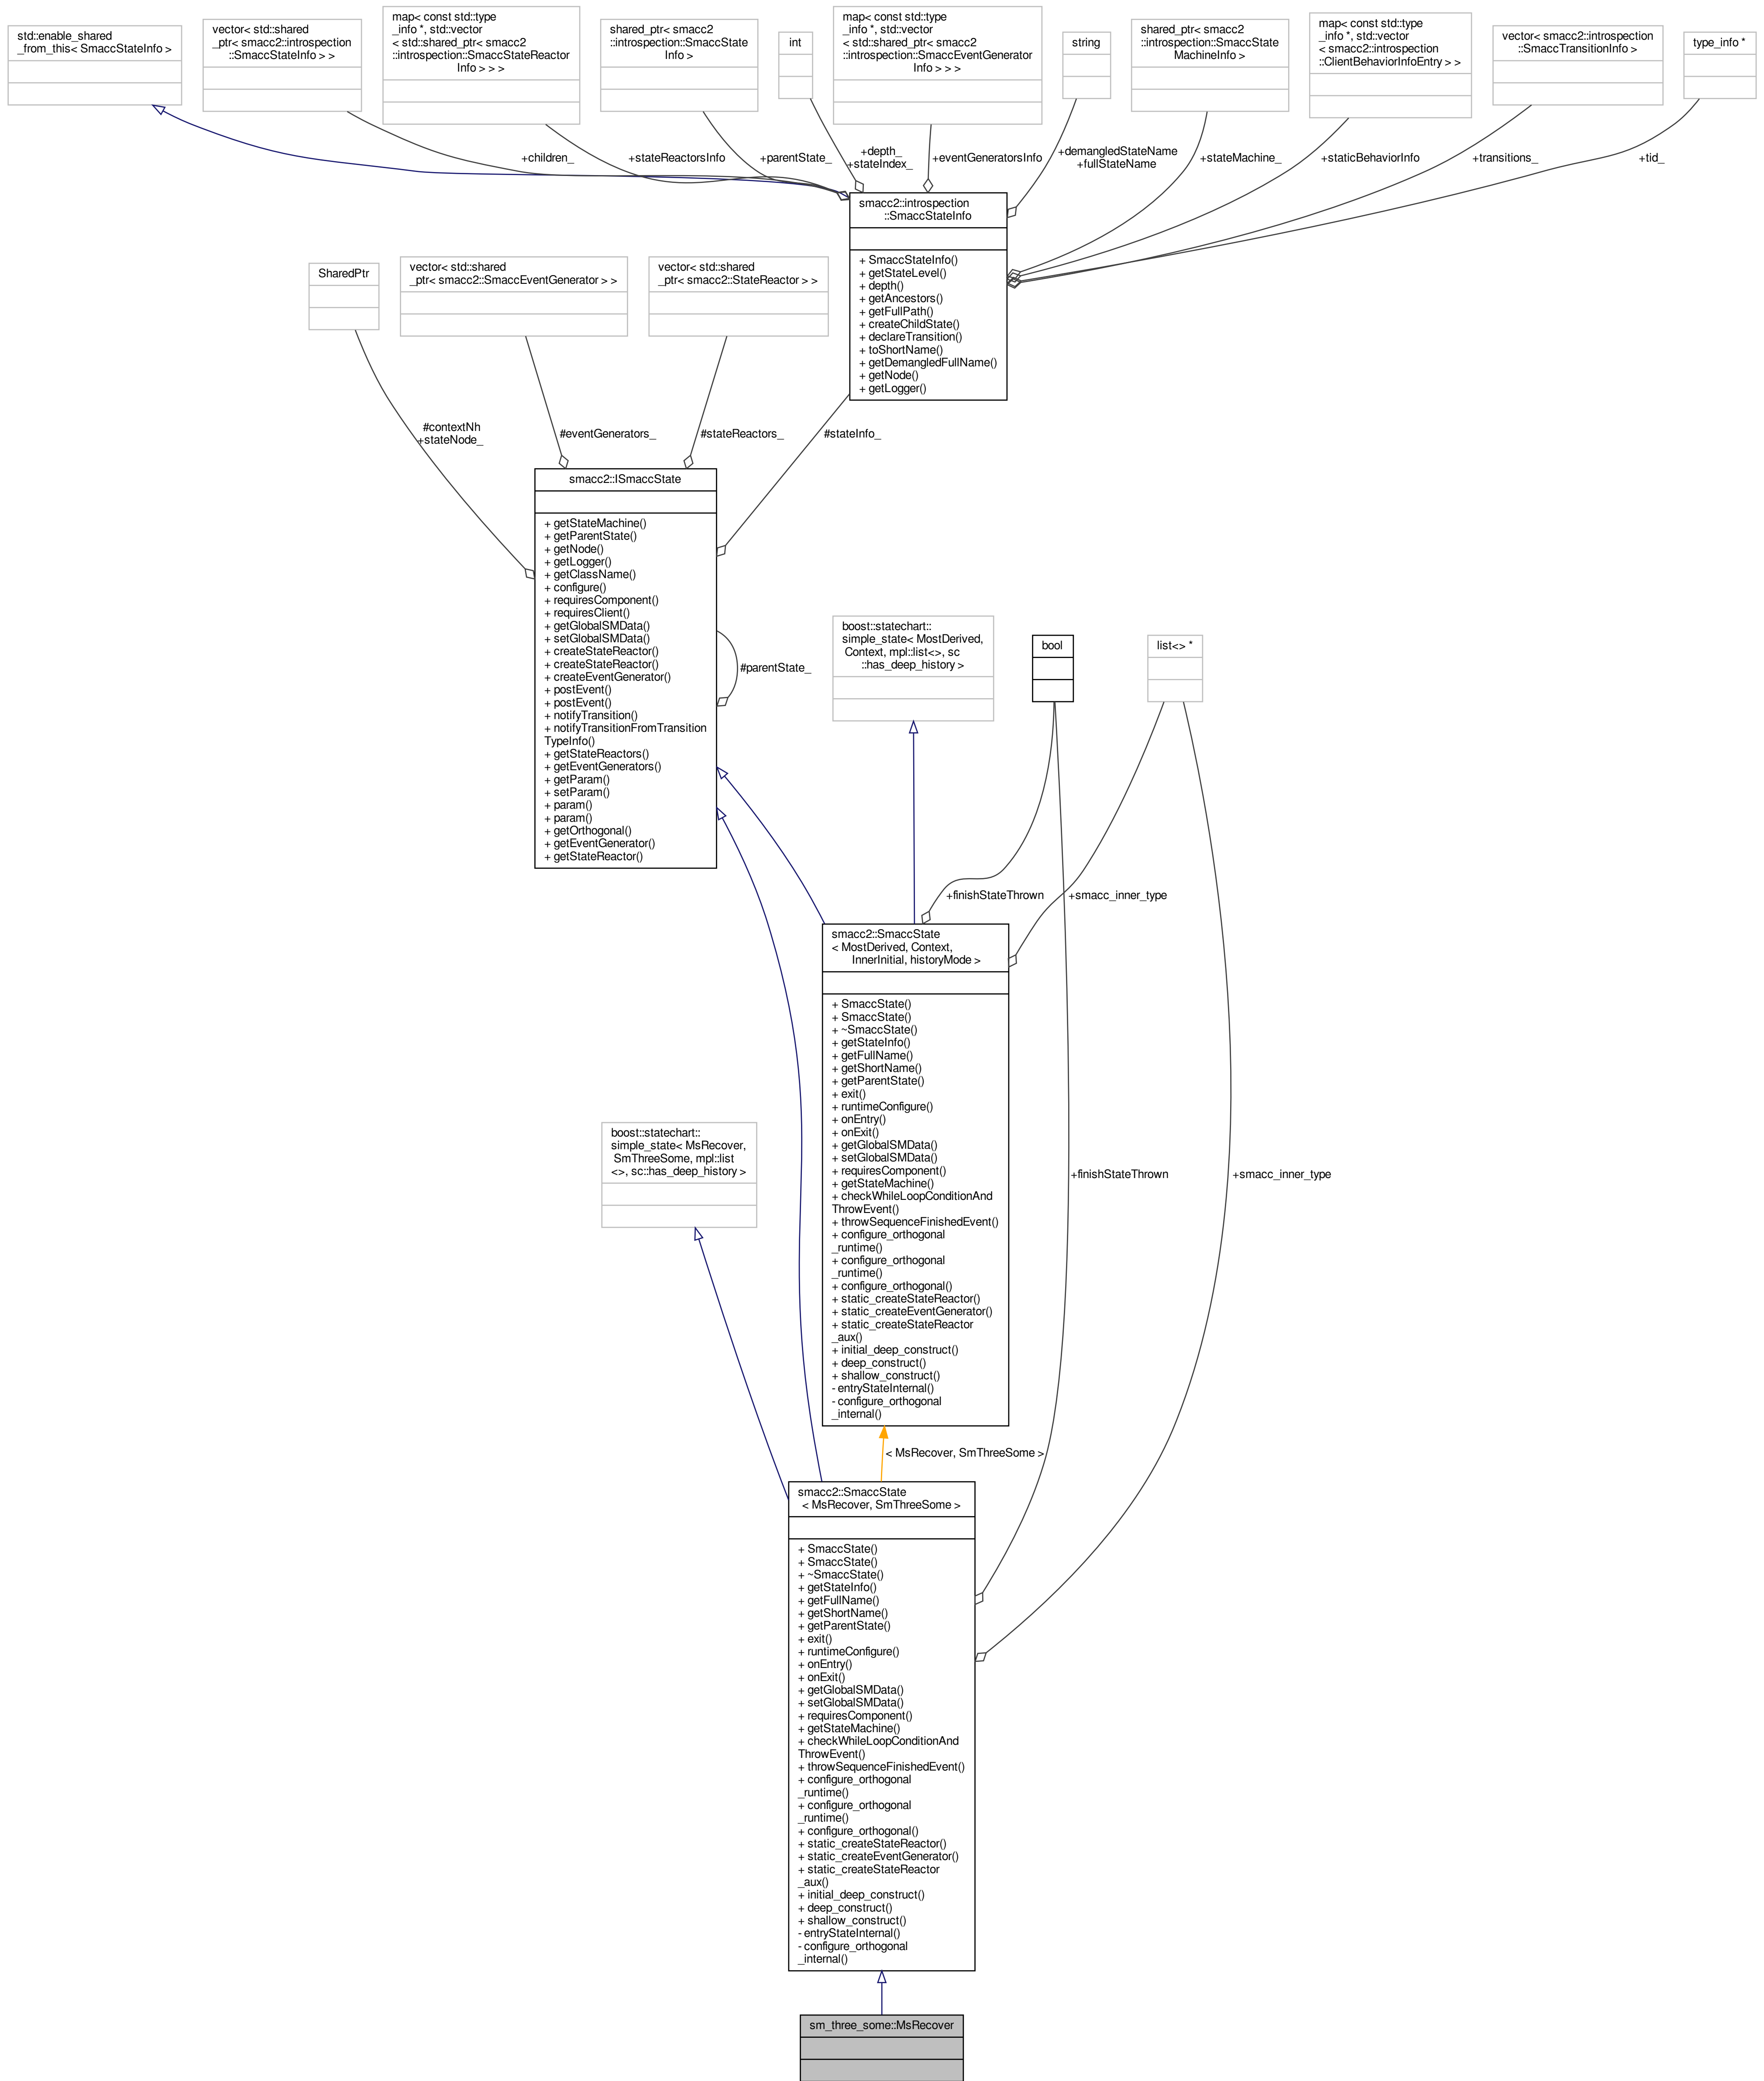 std::enable_shared
_from_this< SmaccStateInfo >
vector< std::shared
_ptr< smacc2::introspection
::SmaccStateInfo > >
map< const std::type
_info *, std::vector
< std::shared_ptr< smacc2
::introspection::SmaccStateReactor
Info > > >
shared_ptr< smacc2
::introspection::SmaccState
Info >
int
map< const std::type
_info *, std::vector
< std::shared_ptr< smacc2
::introspection::SmaccEventGenerator
Info > > >
string
shared_ptr< smacc2
::introspection::SmaccState
MachineInfo >
map< const std::type
_info *, std::vector
< smacc2::introspection
::ClientBehaviorInfoEntry > >
vector< smacc2::introspection
::SmaccTransitionInfo >
type_info *
+children_
+stateReactorsInfo
+parentState_
+depth_
+stateIndex_
+eventGeneratorsInfo
+demangledStateName
+fullStateName
+stateMachine_
+staticBehaviorInfo
+transitions_
+tid_
smacc2::introspection
::SmaccStateInfo
+ SmaccStateInfo()
+ getStateLevel()
+ depth()
+ getAncestors()
+ getFullPath()
+ createChildState()
+ declareTransition()
+ toShortName()
+ getDemangledFullName()
+ getNode()
+ getLogger()
SharedPtr
vector< std::shared
_ptr< smacc2::SmaccEventGenerator > >
vector< std::shared
_ptr< smacc2::StateReactor > >
#contextNh
+stateNode_
#eventGenerators_
#stateReactors_
#stateInfo_
smacc2::ISmaccState
+ getStateMachine()
+ getParentState()
+ getNode()
+ getLogger()
+ getClassName()
+ configure()
+ requiresComponent()
+ requiresClient()
+ getGlobalSMData()
+ setGlobalSMData()
+ createStateReactor()
+ createStateReactor()
+ createEventGenerator()
+ postEvent()
+ postEvent()
+ notifyTransition()
+ notifyTransitionFromTransition
TypeInfo()
+ getStateReactors()
+ getEventGenerators()
+ getParam()
+ setParam()
+ param()
+ param()
+ getOrthogonal()
+ getEventGenerator()
+ getStateReactor()
#parentState_
boost::statechart::
simple_state< MostDerived,
Context, mpl::list<>, sc
::has_deep_history >
bool
list<> *
+finishStateThrown
+smacc_inner_type
smacc2::SmaccState
< MostDerived, Context,
InnerInitial, historyMode >
+ SmaccState()
+ SmaccState()
+ ~SmaccState()
+ getStateInfo()
+ getFullName()
+ getShortName()
+ getParentState()
+ exit()
+ runtimeConfigure()
+ onEntry()
+ onExit()
+ getGlobalSMData()
+ setGlobalSMData()
+ requiresComponent()
+ getStateMachine()
+ checkWhileLoopConditionAnd
ThrowEvent()
+ throwSequenceFinishedEvent()
+ configure_orthogonal
_runtime()
+ configure_orthogonal
_runtime()
+ configure_orthogonal()
+ static_createStateReactor()
+ static_createEventGenerator()
+ static_createStateReactor
_aux()
+ initial_deep_construct()
+ deep_construct()
+ shallow_construct()
- entryStateInternal()
- configure_orthogonal
_internal()
boost::statechart::
simple_state< MsRecover,
SmThreeSome, mpl::list
<>, sc::has_deep_history >
+finishStateThrown
+smacc_inner_type
< MsRecover, SmThreeSome >
smacc2::SmaccState
< MsRecover, SmThreeSome >
+ SmaccState()
+ SmaccState()
+ ~SmaccState()
+ getStateInfo()
+ getFullName()
+ getShortName()
+ getParentState()
+ exit()
+ runtimeConfigure()
+ onEntry()
+ onExit()
+ getGlobalSMData()
+ setGlobalSMData()
+ requiresComponent()
+ getStateMachine()
+ checkWhileLoopConditionAnd
ThrowEvent()
+ throwSequenceFinishedEvent()
+ configure_orthogonal
_runtime()
+ configure_orthogonal
_runtime()
+ configure_orthogonal()
+ static_createStateReactor()
+ static_createEventGenerator()
+ static_createStateReactor
_aux()
+ initial_deep_construct()
+ deep_construct()
+ shallow_construct()
- entryStateInternal()
- configure_orthogonal
_internal()
sm_three_some::MsRecover